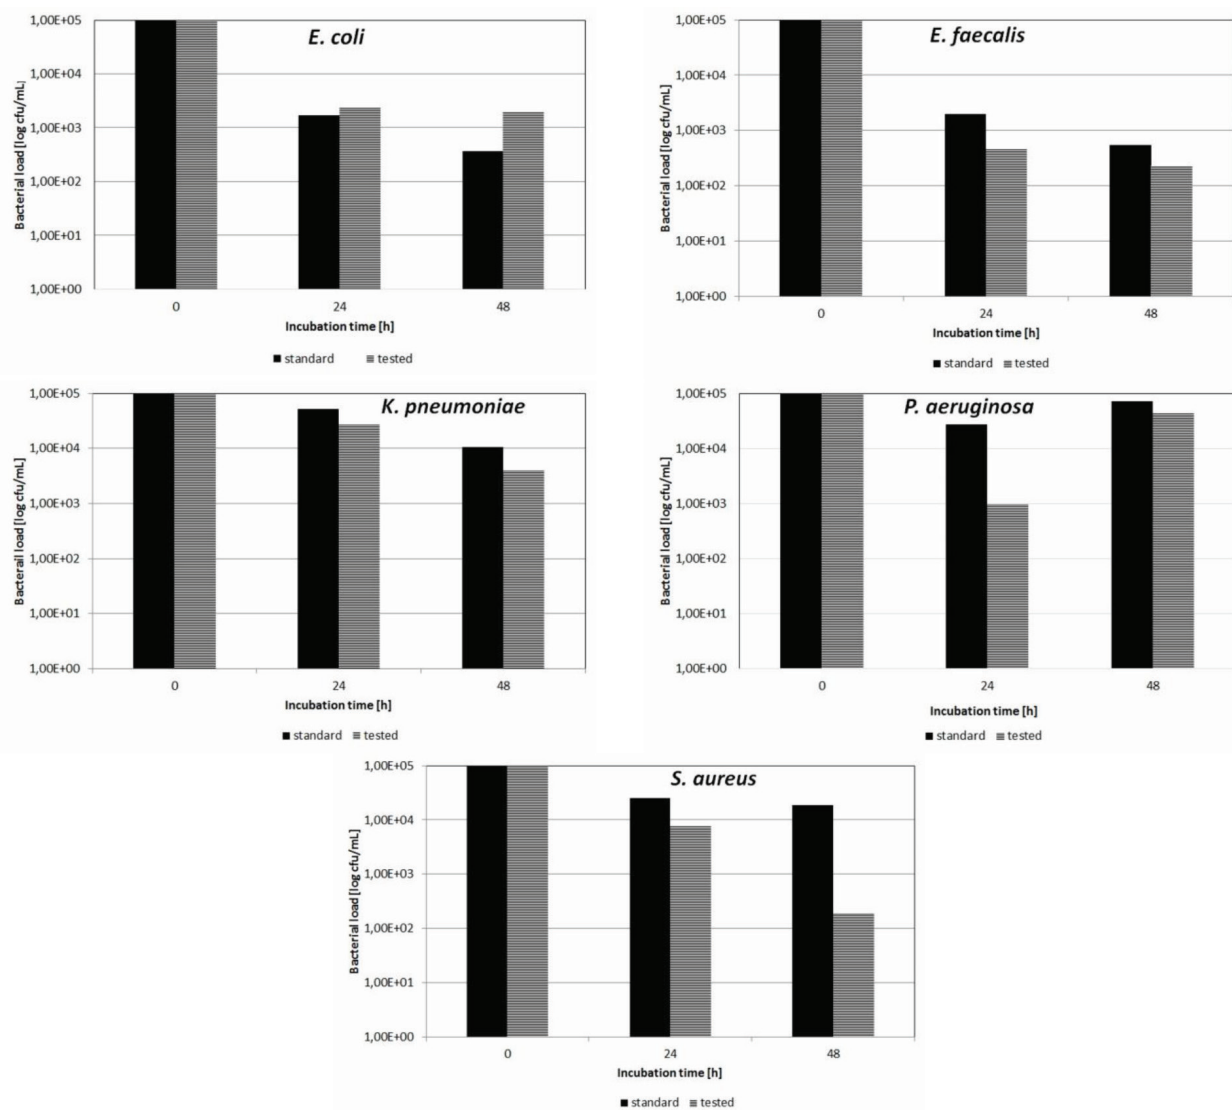 E. coli
Bacterial load [log cfu/mL]
1,00E+05
1,00E+04
1,00E+03
1,00E+02
1,00E+01
1,00E+00
0 24 48
Incubation time [h]
standard tested
E. faecalis
Bacterial load [log cfu/mL]
1,00E+05
1,00E+04
1,00E+03
1,00E+02
1,00E+01
1,00E+00
0 24 48
Incubation time [h]
standard tested
K. pneumoniae
Bacterail load [log cfu/mL]
1,00E+05
1,00E+04
1,00E+03
1,00E+02
1,00E+01
1,00E+00
0 24 48
Incubation time [h]
standard tested
P. aeruginosa
Bacterial load [log cfu/mL]
1,00E+05
1,00E+04
1,00E+03
1,00E+02
1,00E+01
1,00E+00
0 24 48
Incubation time [h]
standard tested
S. aureus
Bacterial load [log cfu/mL]
1,00E+05
1,00E+04
1,00E+03
1,00E+02
1,00E+01
1,00E+00
0 24 48
Incubation time [h]
standard tested